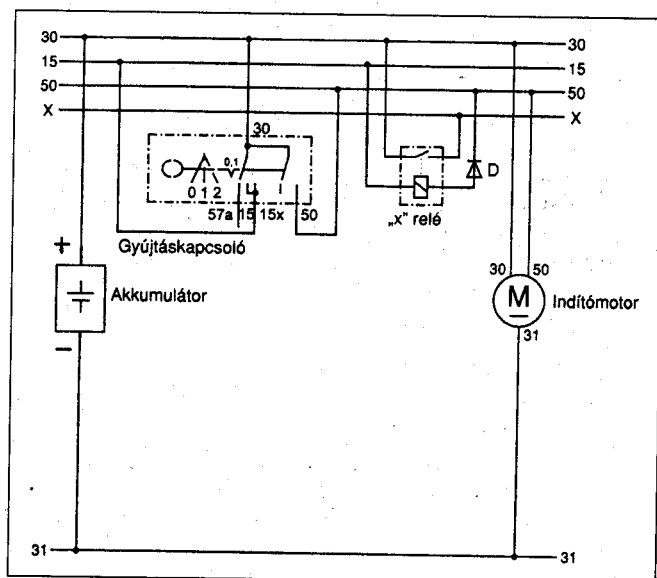 30
30
15
15
50
50
X
X
30
0,1
D
0 1 2
57a 15 15x 50
„x” relé
Gyújtáskapcsoló
+
30
50
Akkumulátor
M
Indítómotor
–
31
31
31